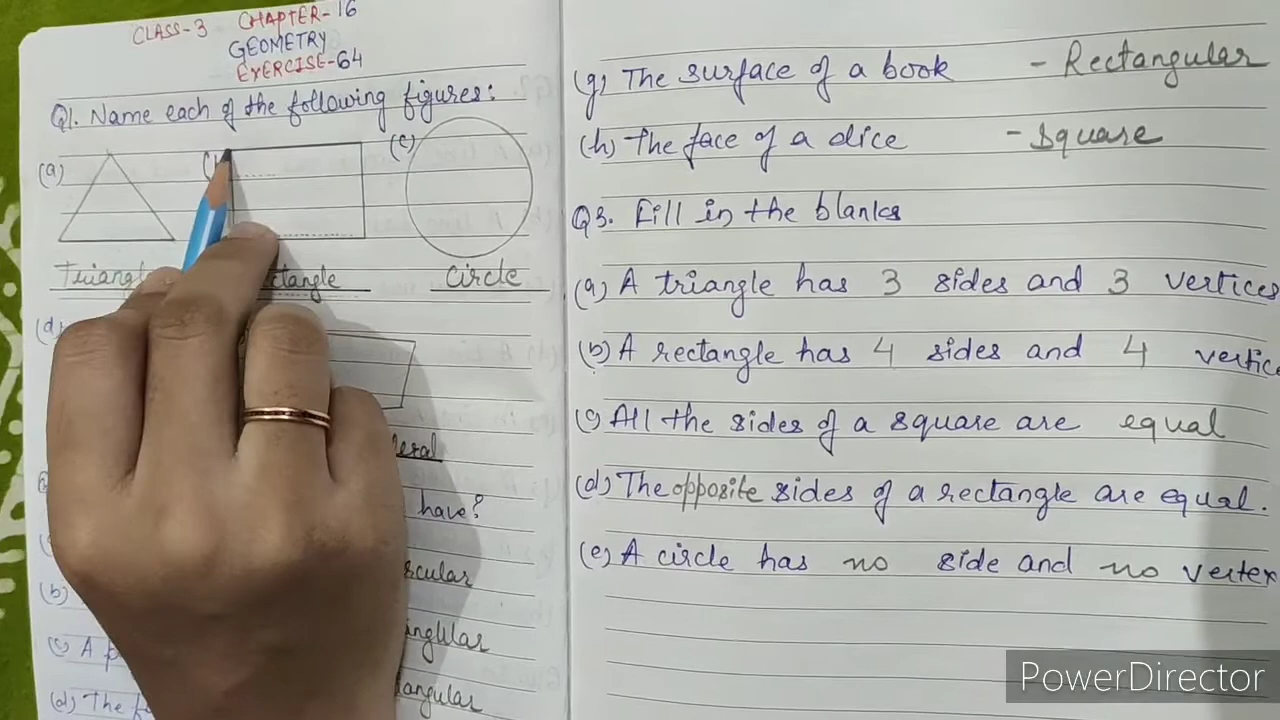 CLASS-3 CHAPTER-16
GEOMETRY
EXERCISE-64
Q1. Name each of the following figures:
(a) (c)
Circle
(d)
have?
(b)
(c) A
(d) The
(g) The surface of a book - Rectangular
(h) The face of a dice - Square
Q3. Fill in the blanks
(a) A triangle has 3 sides and 3 vertices
(b) A rectangle has 4 sides and 4
(c) All the sides of a square are equal
(d) The opposite sides of a rectangle are equal.
(e) A circle has no side and no vertex
PowerDirector